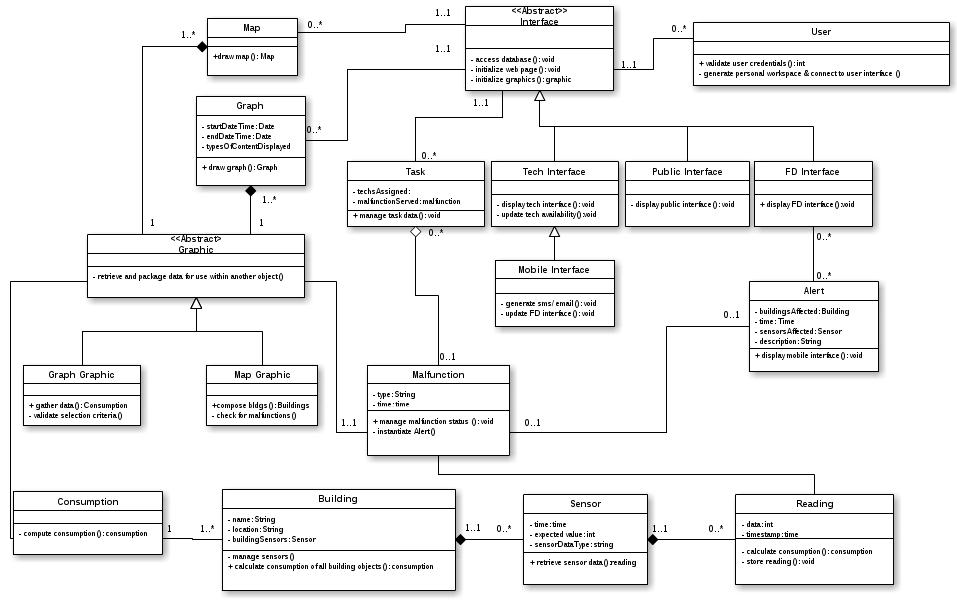 Map
+draw map(): Map
0..*
1..*
1..1
<<Abstract>>
Interface
- access database(): void
- initialize web page(): void
- initialize graphics(): graphic
1..1
1..1
1..1
0..*
User
+ validate user credentials(): int
- generate personal workspace & connect to user interface ()
Graph
- startDateTime: Date
- endDateTime: Date
- typesOfContentDisplayed
+ draw graph(): Graph
0..*
1..*
1
1
0..*
Task
- techsAssigned:
- malfunctionServed: malfunction
+ manage task data(): void
0..*
Tech Interface
- display tech interface(): void
- update tech availability():void
Public Interface
- display public interface(): void
FD Interface
+ display FD interface():void
0..*
0..*
<<Abstract>
Graphic
- retrieve and package data for use within another object()
Mobile Interface
- generate sms/ email(): void
- update FD interface(): void
Alert
- buildingsAffected: Building
- time: Time
- sensorsAffected: Sensor
- description: String
+ display mobile interface(): void
0..1
Graph Graphic
+ gather data(): Consumption
- validate selection criteria()
Map Graphic
+compose bldgs(): Buildings
- check for malfunctions()
0..1
Malfunction
- type: String
- time: time
+ manage malfunction status (): void
- instantiate Alert()
1..1
0..1
Consumption
- compute consumption(): consumption
1
1..*
Building
- name: String
- location: String
- buildingSensors: Sensor
- manage sensors()
+ calculate consumption of all building objects(): consumption
1..1
0..*
Sensor
- time: time
- expected value: int
- sensorDataType: string
+ retrieve sensor data():reading
1..1
0..*
Reading
- data: int
- timestamp: time
- calculate consumption(): consumption
- store reading(): void